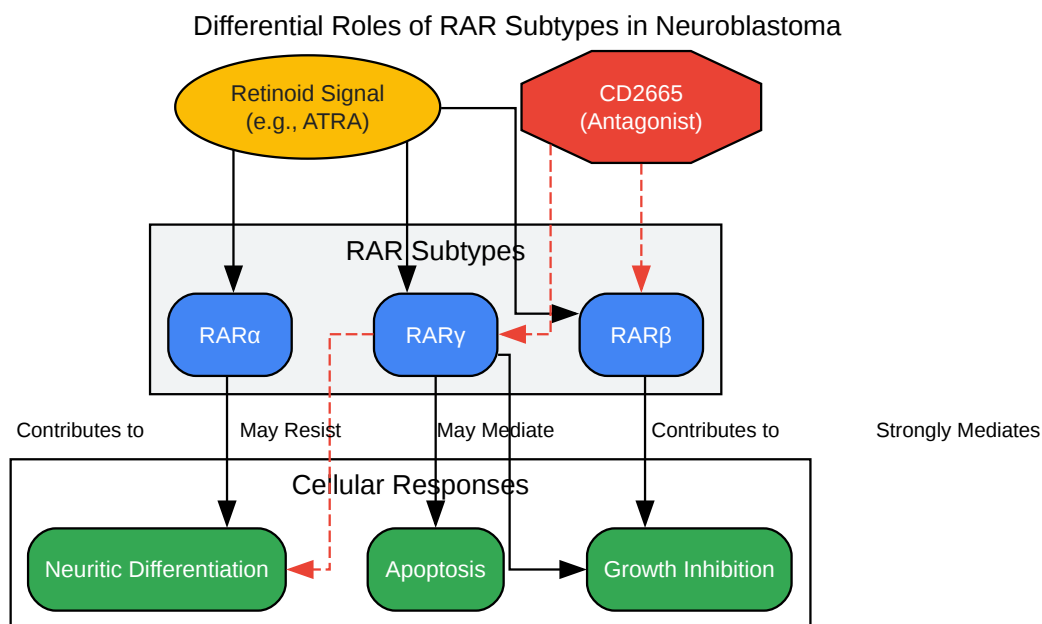 Differential Roles of RAR Subtypes in Neuroblastoma
Retinoid Signal
(e.g., ATRA)
CD2665
(Antagonist)
RAR Subtypes
RARα
RARγ
RARβ
Contributes to
May Resist
May Mediate
Contributes to
Strongly Mediates
Cellular Responses
Neuritic Differentiation
Apoptosis
Growth Inhibition